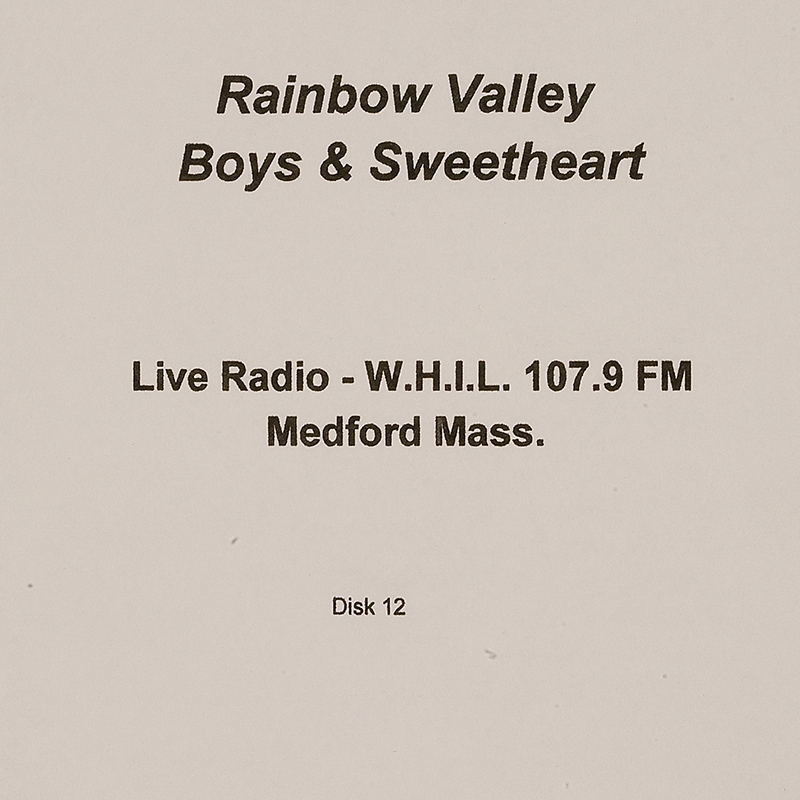 Rainbow Valley
Boys & Sweetheart
Live Radio - W.H.I.L. 107.9 FM
Medford Mass.
Disk 12